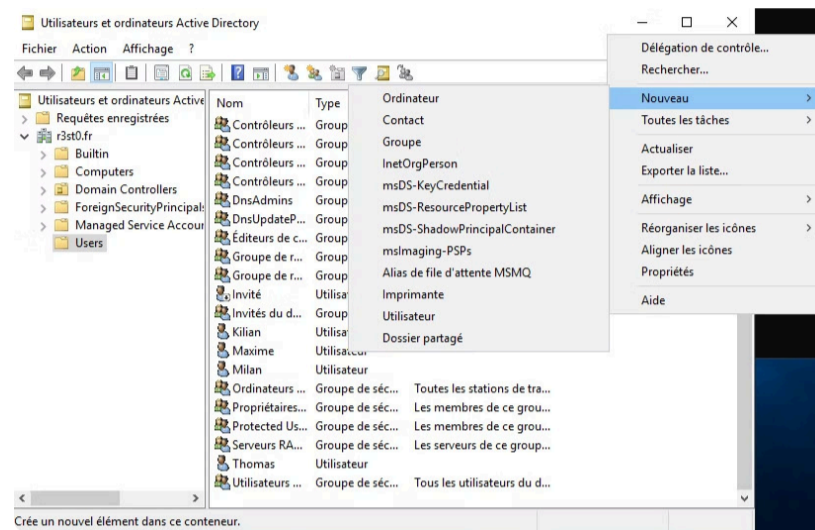 Utilisateurs et ordinateurs Active Directory
Fichier Action Affichage ?
Utilisateurs et ordinateurs Active
Requêtes enregistrées
r3st0.fr
Builtin
Computers
Domain Controllers
ForeignSecurityPrincipals
Managed Service Accour
Users
Nom Type
Contrôleurs ... Group
Contrôleurs ... Group
Contrôleurs ... Group
Contrôleurs ... Group
DnsAdmins Group
DnsUpdateP... Group
Éditeurs de c... Group
Groupe de r... Group
Groupe de r... Group
Invité Utilisa
Invités du d... Group
Kilian Utilisa
Maxime Utilisateur
Milan Utilisateur
Ordinateurs ... Groupe de séc... Toutes les stations de tra...
Propriétaires... Groupe de séc... Les membres de ce grou...
Protected Us... Groupe de séc... Les membres de ce grou...
Serveurs RA... Groupe de séc... Les serveurs de ce group...
Thomas Utilisateur
Utilisateurs ... Groupe de séc... Tous les utilisateurs du d...
Ordinateur
Contact
Groupe
InetOrgPerson
msDS-KeyCredential
msDS-ResourcePropertyList
msDS-ShadowPrincipalContainer
msImaging-PSPs
Alias de file d'attente MSMQ
Imprimante
Utilisateur
Dossier partagé
Délégation de contrôle...
Rechercher...
Nouveau
Toutes les tâches
Actualiser
Exporter la liste...
Affichage
Réorganiser les icônes
Aligner les icônes
Propriétés
Aide
Crée un nouvel élément dans ce conteneur.